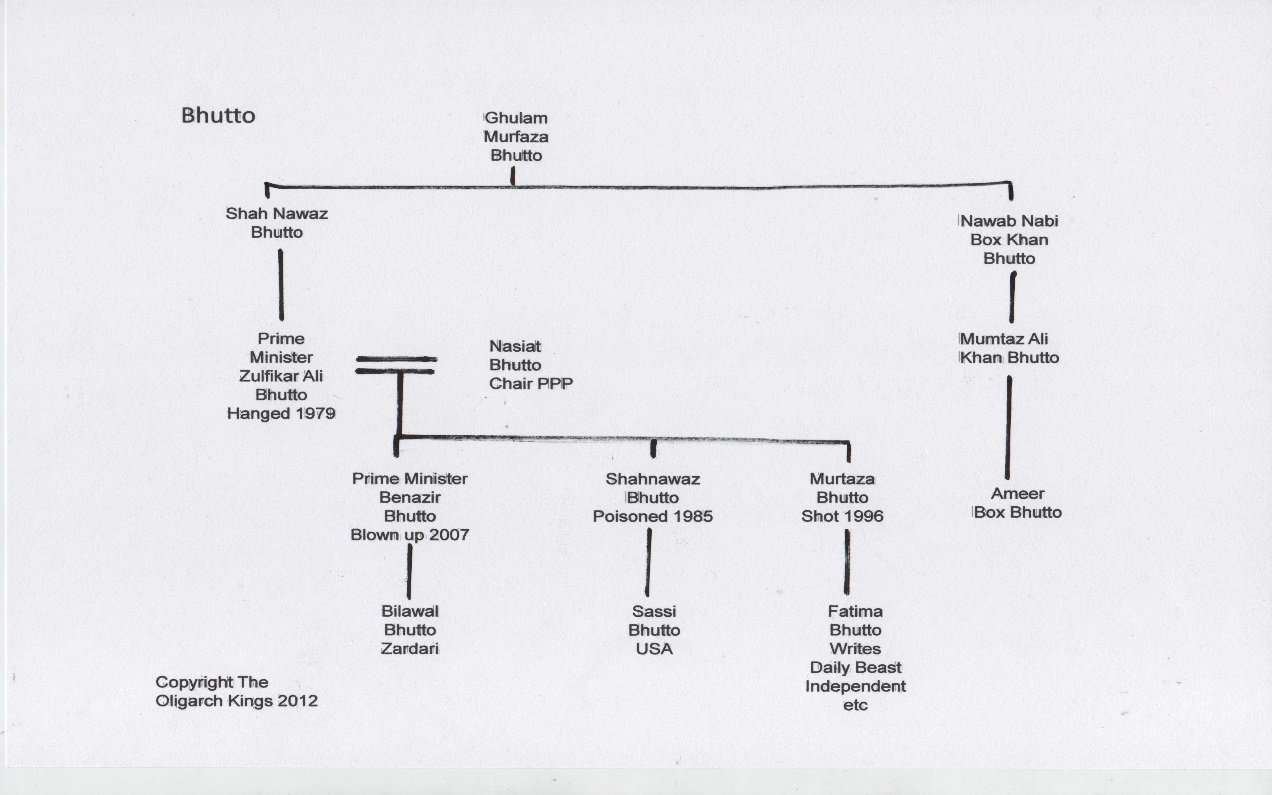 Bhutto
Ghulam
Murfaza
Bhutto
Shah Nawaz
Bhutto
Nawab Nabi
Box Khan
Bhutto
Prime
Minister
Zulfikar Ali
Bhutto
Hanged 1979
Nasiat
Bhutto
Chair PPP
Mumtaz Ali
Khan Bhutto
Prime Minister
Benazir
Bhutto
Blown up 2007
Shahnawaz
Bhutto
Poisoned 1985
Murtaza
Bhutto
Shot 1996
Ameer
Box Bhutto
Bilawal
Bhutto
Zardari
Sassi
Bhutto
USA
Fatima
Bhutto
Writes
Daily Beast
Independent
etc
Copyright The
Oligarch Kings 2012